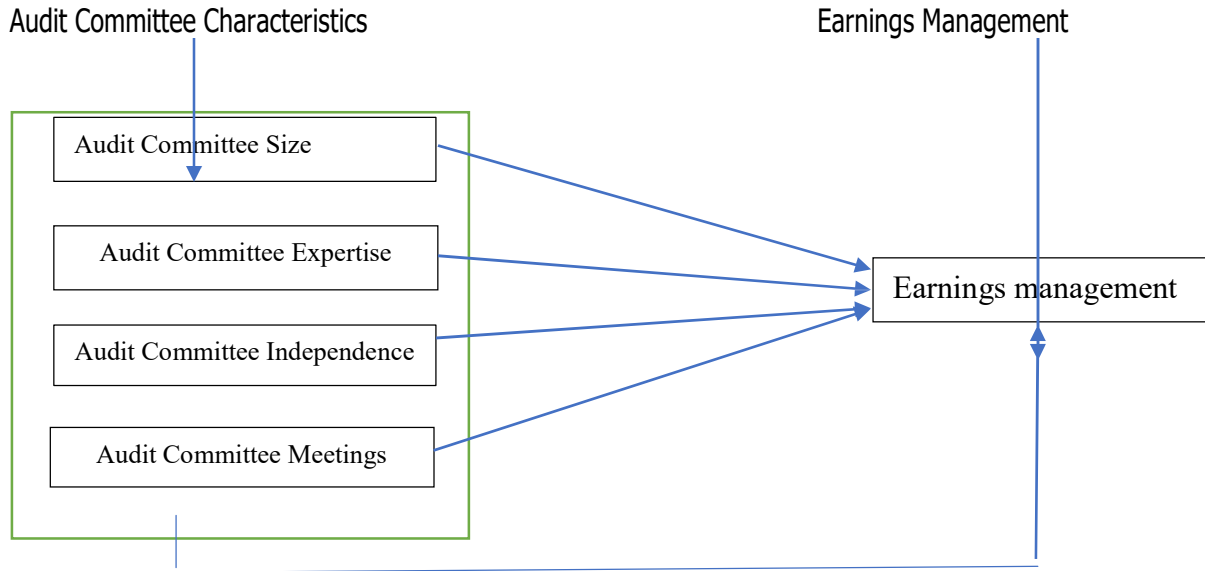 Audit Committee Characteristics
Earnings Management
Audit Committee Size
Audit Committee Expertise
Earnings management
Audit Committee Independence
Audit Committee Meetings